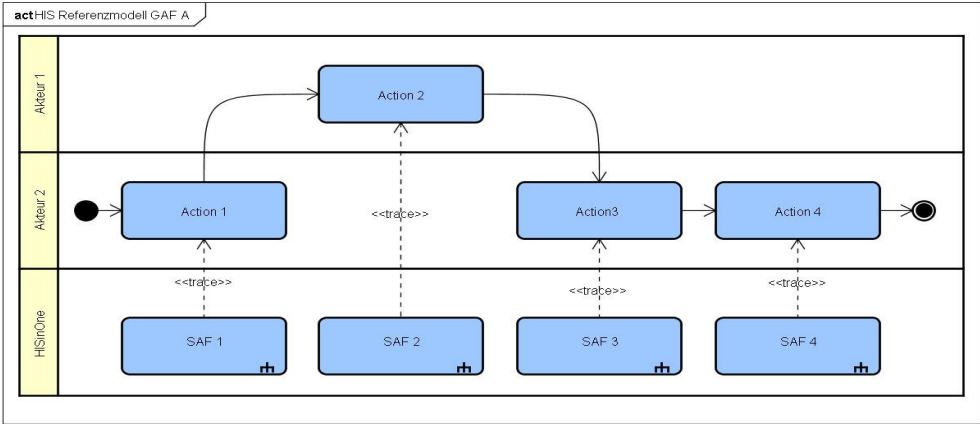 act HIS Referenzmodell GAF A
Akteur 1
Action 2
Akteur 2
Action 1
<<trace>>
Action3
Action 4
<<trace>>
<<trace>>
<<trace>>
HISinOne
SAF 1
SAF 2
SAF 3
SAF 4